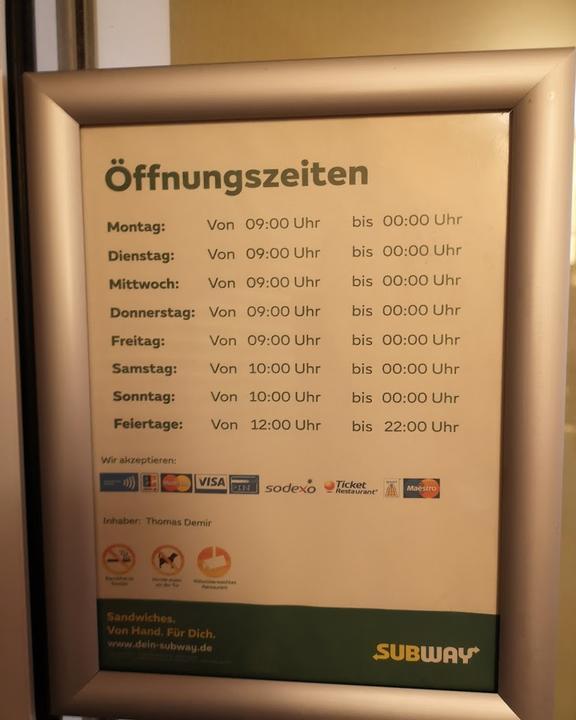 Öffnungszeiten
Montag: Von 09:00 Uhr bis 00:00 Uhr
Dienstag: Von 09:00 Uhr bis 00:00 Uhr
Mittwoch: Von 09:00 Uhr bis 00:00 Uhr
Donnerstag: Von 09:00 Uhr bis 00:00 Uhr
Freitag: Von 09:00 Uhr bis 00:00 Uhr
Samstag: Von 10:00 Uhr bis 00:00 Uhr
Sonntag: Von 10:00 Uhr bis 00:00 Uhr
Feiertage: Von 12:00 Uhr bis 22:00 Uhr
Wir akzeptieren:
MasterCard VISA PIN sodexo Ticket Restaurant Maestro
Inhaber: Thomas Demir
Sandwiches.
Von Hand. Für Dich.
www.dein-subway.de
SUBWAY